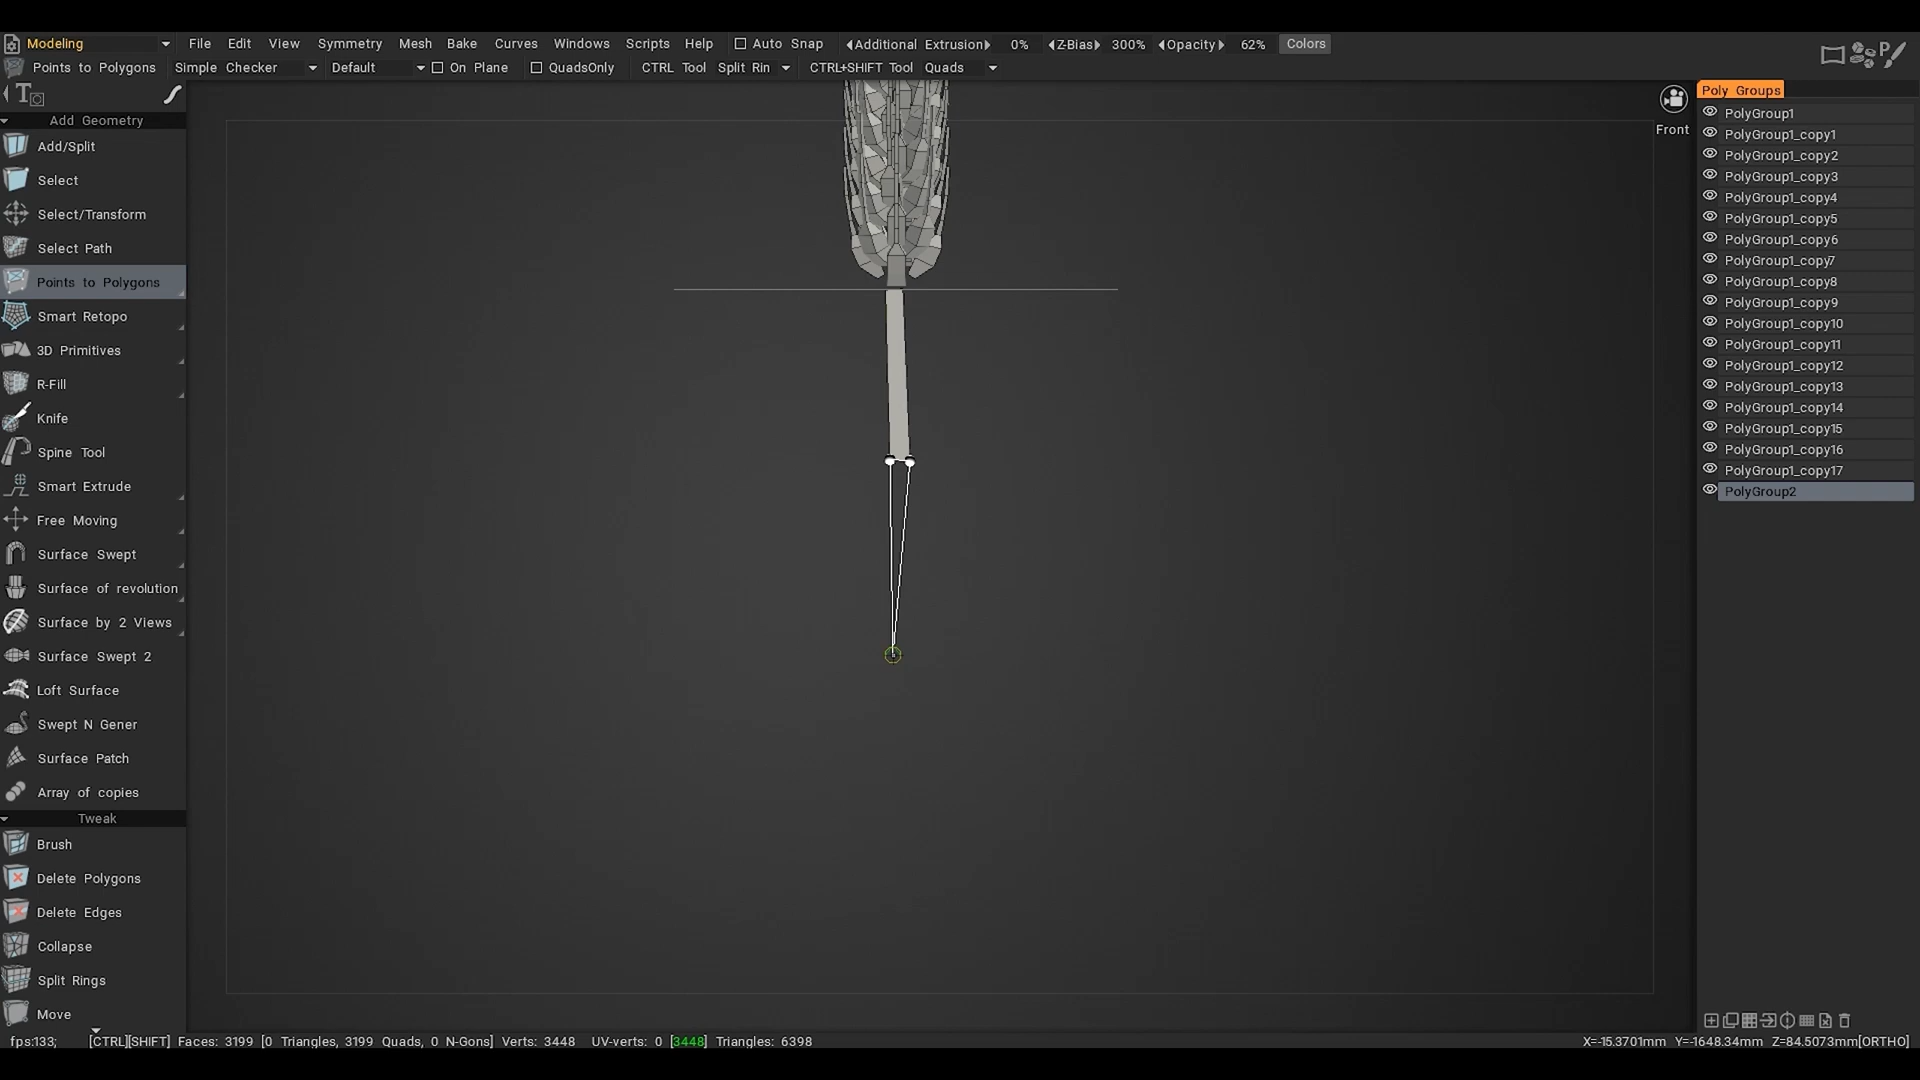 Modeling File Edit View Symmetry Mesh Bake Curves Windows Scripts Help Auto Snap Additional Extrusion 0% Z-Bias 300% Opacity 62% Colors
Points to Polygons Simple Checker Default On Plane QuadsOnly CTRL Tool Split Rin CTRL+SHIFT Tool Quads
Add Geometry
Add/Split
Select
Select/Transform
Select Path
Points to Polygons
Smart Retopo
3D Primitives
R-Fill
Knife
Spine Tool
Smart Extrude
Free Moving
Surface Swept
Surface of revolution
Surface by 2 Views
Surface Swept 2
Loft Surface
Swept N Gener
Surface Patch
Array of copies
Tweak
Brush
Delete Polygons
Delete Edges
Collapse
Split Rings
Move
Front
Poly Groups
PolyGroup1
PolyGroup1_copy1
PolyGroup1_copy2
PolyGroup1_copy3
PolyGroup1_copy4
PolyGroup1_copy5
PolyGroup1_copy6
PolyGroup1_copy7
PolyGroup1_copy8
PolyGroup1_copy9
PolyGroup1_copy10
PolyGroup1_copy11
PolyGroup1_copy12
PolyGroup1_copy13
PolyGroup1_copy14
PolyGroup1_copy15
PolyGroup1_copy16
PolyGroup1_copy17
PolyGroup2
fps:133; [CTRL][SHIFT] Faces: 3199 [0 Triangles, 3199 Quads, 0 N-Gons] Verts: 3448 UV-verts: 0 [3448] Triangles: 6398 X=-15.3701mm Y=-1648.34mm Z=84.5073mm[ORTHO]